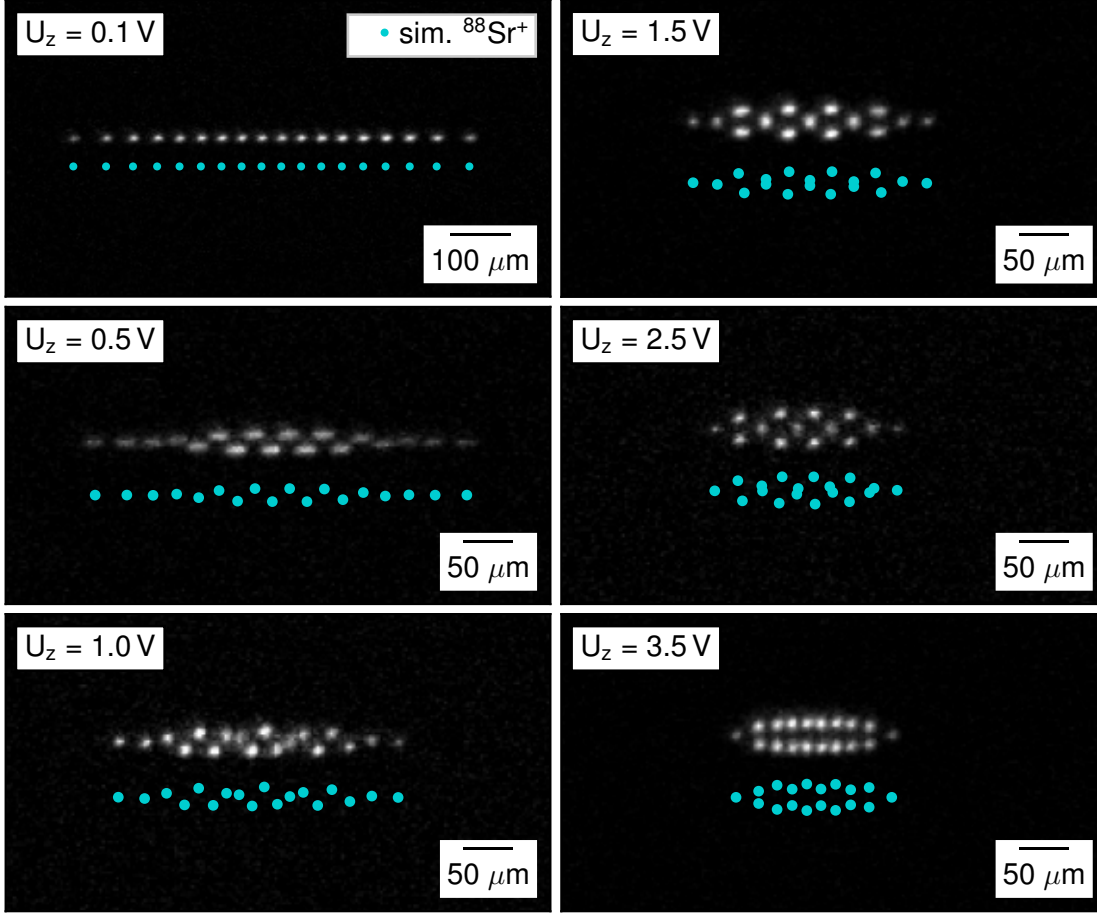 U_z = 0.1 V
sim. ⁸⁸Sr⁺
100 μm
U_z = 1.5 V
50 μm
U_z = 0.5 V
50 μm
U_z = 2.5 V
50 μm
U_z = 1.0 V
50 μm
U_z = 3.5 V
50 μm